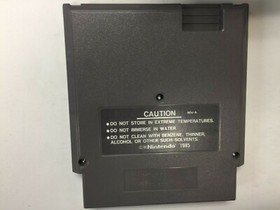 CAUTION
• DO NOT STORE IN EXTREME TEMPERATURES.
• DO NOT IMMERSE IN WATER.
• DO NOT CLEAN WITH BENZENE, THINNER,
ALCOHOL OR OTHER SUCH SOLVENTS.
Nintendo 1985